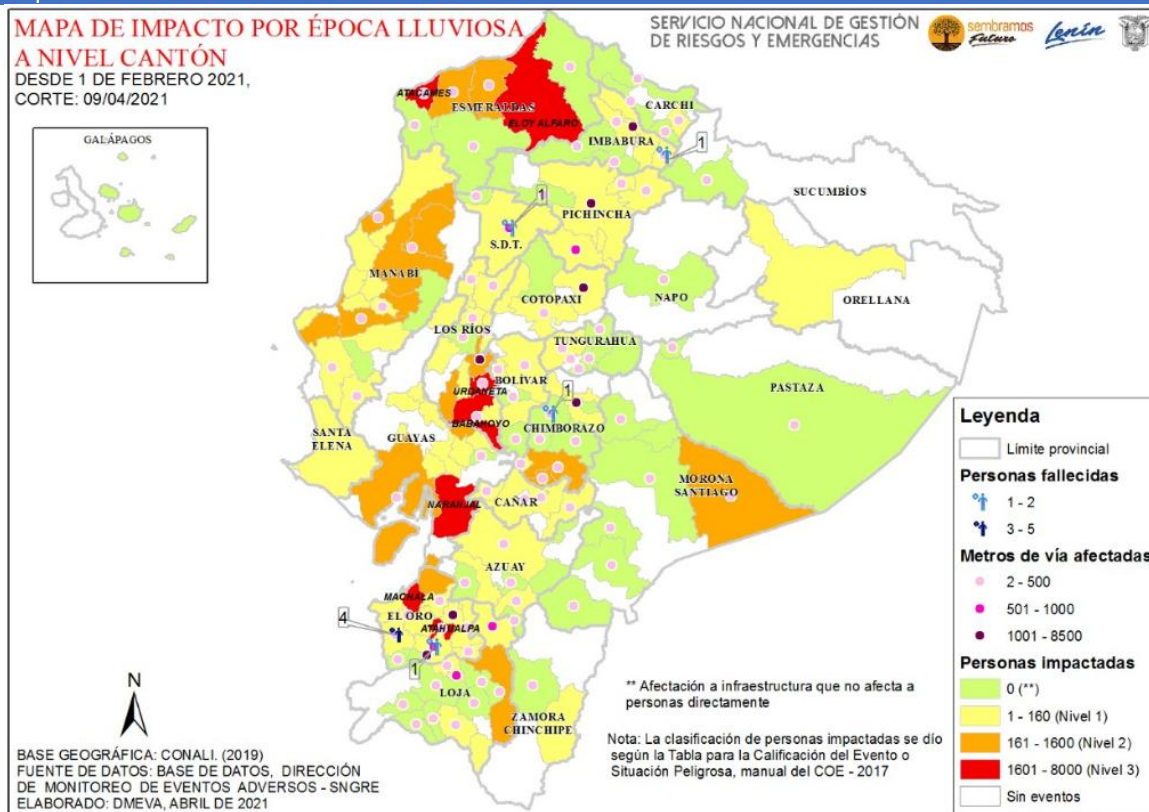 MAPA DE IMPACTO POR ÉPOCA LLUVIOSA
A NIVEL CANTÓN
DESDE 1 DE FEBRERO 2021,
CORTE: 09/04/2021
SERVICIO NACIONAL DE GESTIÓN
DE RIESGOS Y EMERGENCIAS
sembramos
Futuro
Lenín
GALÁPAGOS
ATACAMES
ESMERALDAS
ELOY ALFARO
CARCHI
IMBABURA
1
SUCUMBÍOS
1
PICHINCHA
S.D.T.
MANABÍ
COTOPAXI
NAPO
ORELLANA
LOS RÍOS
TUNGURAHUA
BOLÍVAR
URDANETA
1
PASTAZA
BABAHOYO
CHIMBORAZO
SANTA
ELENA
GUAYAS
MORONA
SANTIAGO
NARANJAL
CAÑAR
AZUAY
MACHALA
EL ORO
4
ATAHUALPA
1
LOJA
ZAMORA
CHINCHIPE
N
** Afectación a infraestructura que no afecta a
personas directamente
Nota: La clasificación de personas impactadas se dío
según la Tabla para la Calificación del Evento o
Situación Peligrosa, manual del COE - 2017
BASE GEOGRÁFICA: CONALI. (2019)
FUENTE DE DATOS: BASE DE DATOS, DIRECCIÓN
DE MONITOREO DE EVENTOS ADVERSOS - SNGRE
ELABORADO: DMEVA, ABRIL DE 2021
Leyenda
Límite provincial
Personas fallecidas
1 - 2
3 - 5
Metros de vía afectadas
2 - 500
501 - 1000
1001 - 8500
Personas impactadas
0 (**)
1 - 160 (Nivel 1)
161 - 1600 (Nivel 2)
1601 - 8000 (Nivel 3)
Sin eventos